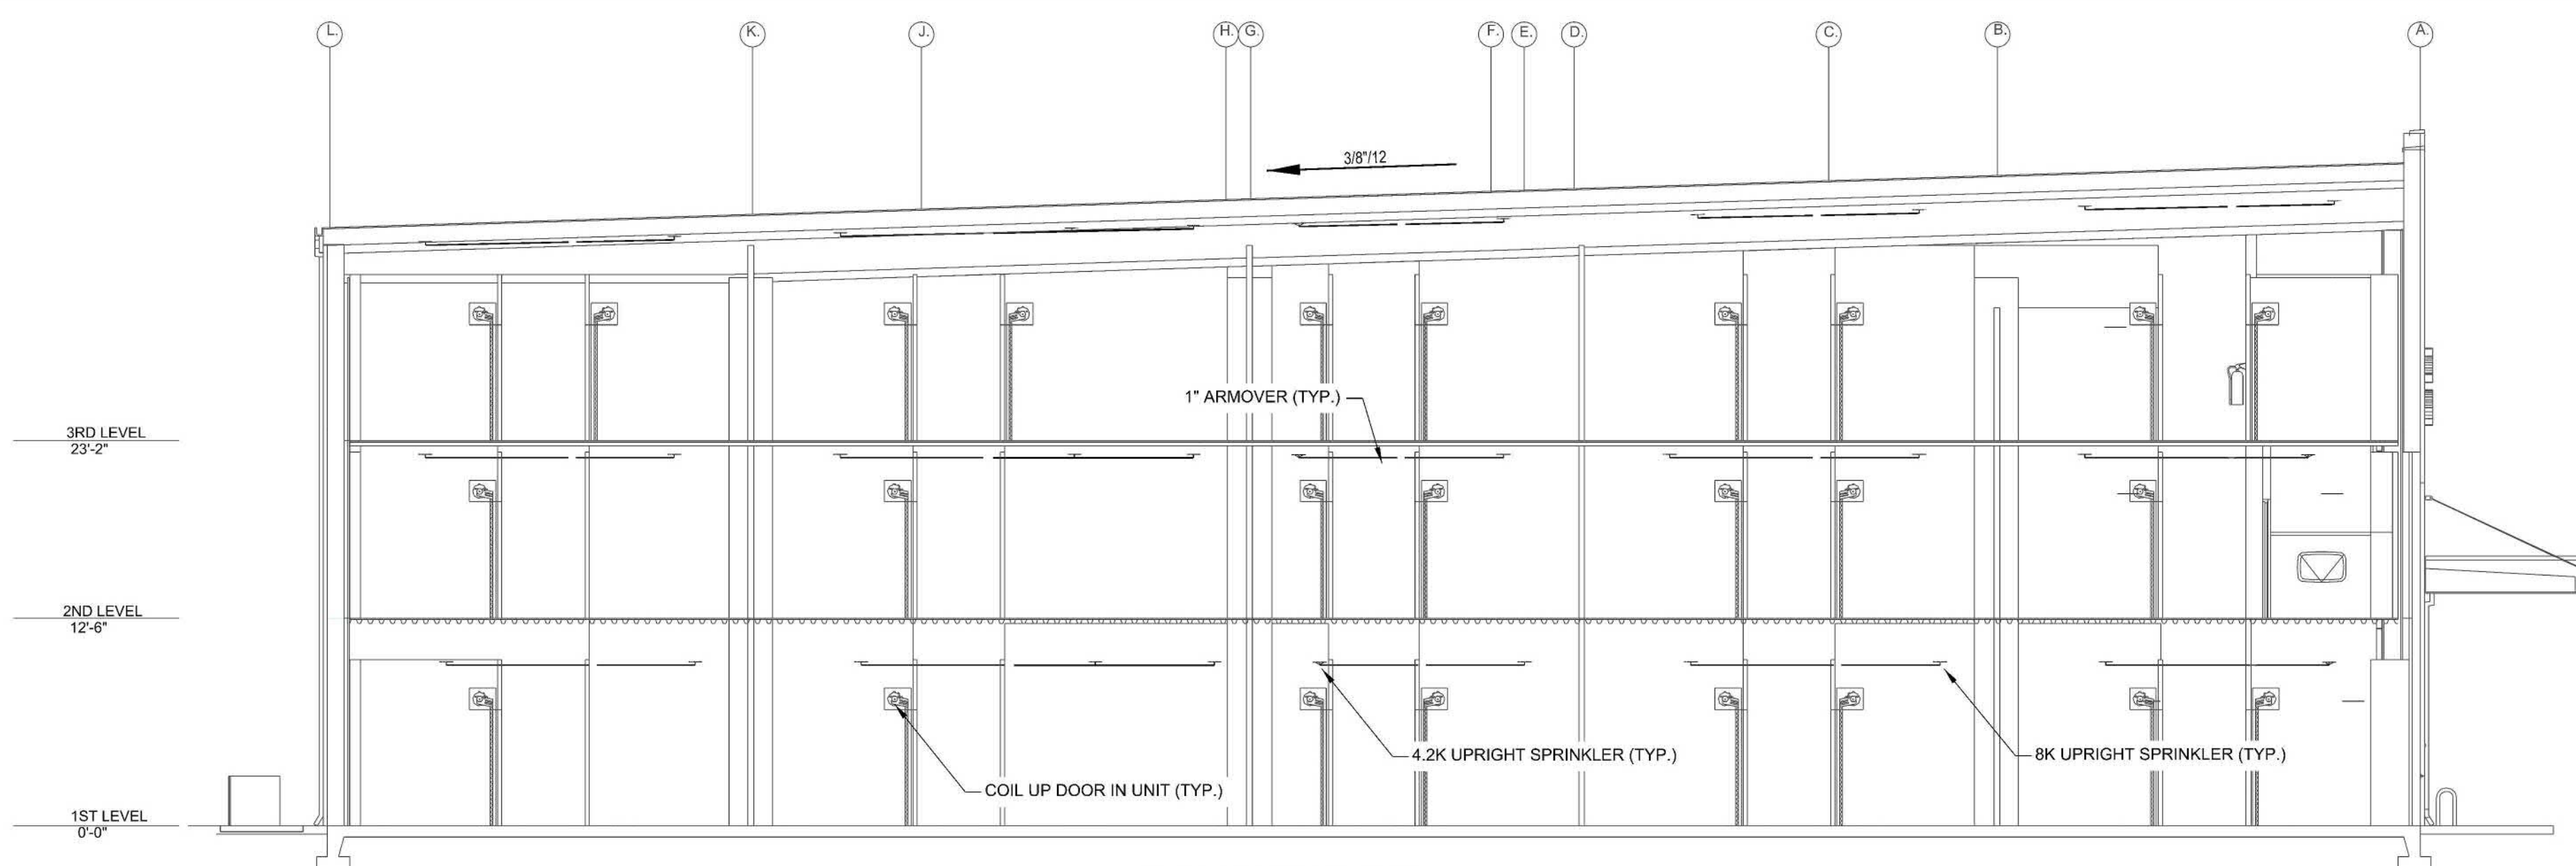 L.
K.
J.
H.
G.
F.
E.
D.
C.
B.
A.
3/8"/12
1" ARMOVER (TYP.)
3RD LEVEL
23'-2"
2ND LEVEL
12'-6"
4.2K UPRIGHT SPRINKLER (TYP.)
8K UPRIGHT SPRINKLER (TYP.)
COIL UP DOOR IN UNIT (TYP.)
1ST LEVEL
0'-0"